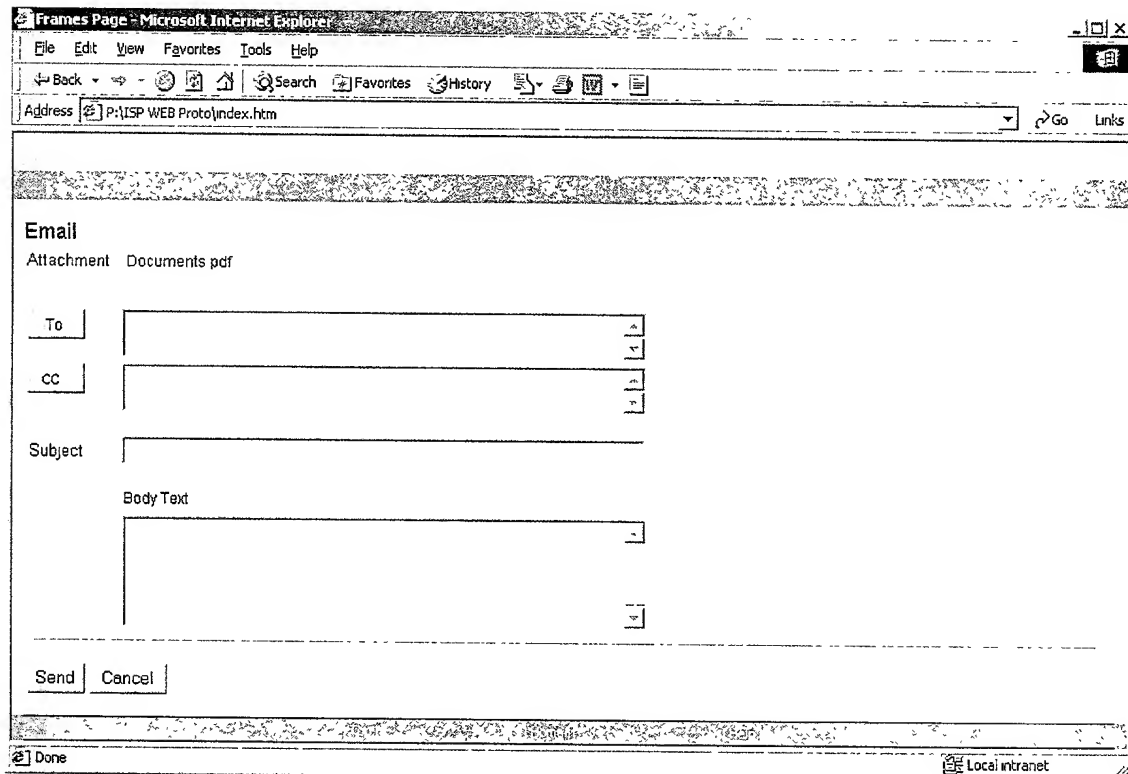 Frames Page - Microsoft Internet Explorer
File Edit View Favorites Tools Help
Back Search Favorites History
Address P:\ISP WEB Proto\index.htm Go Links
Email
Attachment Documents pdf
To
CC
Subject
Body Text
Send Cancel
Done Local intranet